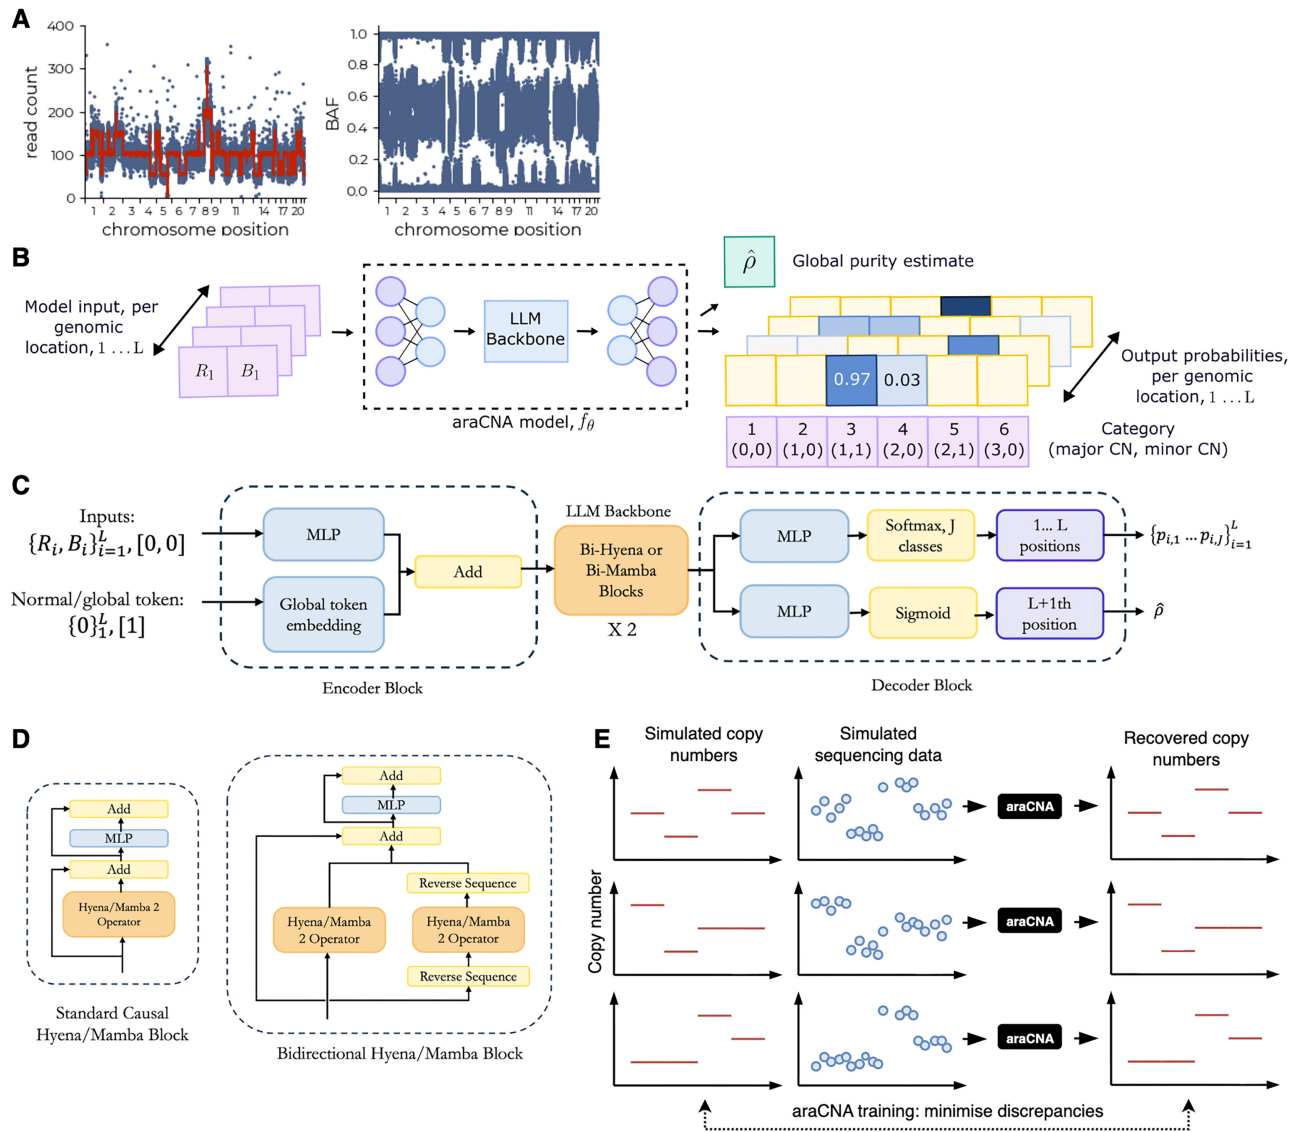 A
400
300
200
100
0
read count
1 2 3 4 5 6 7 8 9 11 14 17 20
chromosome position
1.0
0.8
0.6
0.4
0.2
0.0
BAF
1 2 3 4 5 6 7 8 9 11 14 17 20
chromosome position
B
Model input, per
genomic
location, 1 ... L
R₁ B₁
LLM
Backbone
araCNA model, fθ
ρ̂
Global purity estimate
0.97 0.03
1 2 3 4 5 6
(0,0) (1,0) (1,1) (2,0) (2,1) (3,0)
Output probabilities,
per genomic
location, 1 ... L
Category
(major CN, minor CN)
C
Inputs:
{Rᵢ, Bᵢ}ᴸᵢ₌₁, [0,0]
Normal/global token:
{0}ᴸ₁, [1]
MLP
Global token
embedding
Add
Encoder Block
LLM Backbone
Bi-Hyena or
Bi-Mamba
Blocks
X 2
MLP
Softmax, J
classes
1... L
positions
{pᵢ,₁ ... pᵢ,J}ᴸᵢ₌₁
MLP
Sigmoid
L+1th
position
ρ̂
Decoder Block
D
Add
MLP
Add
Hyena/Mamba 2
Operator
Standard Causal
Hyena/Mamba Block
Add
MLP
Add
Reverse Sequence
Hyena/Mamba
2 Operator
Hyena/Mamba
2 Operator
Reverse Sequence
Bidirectional Hyena/Mamba Block
E
Simulated copy
numbers
Simulated
sequencing data
Recovered copy
numbers
Copy number
araCNA
araCNA
araCNA
araCNA training: minimise discrepancies